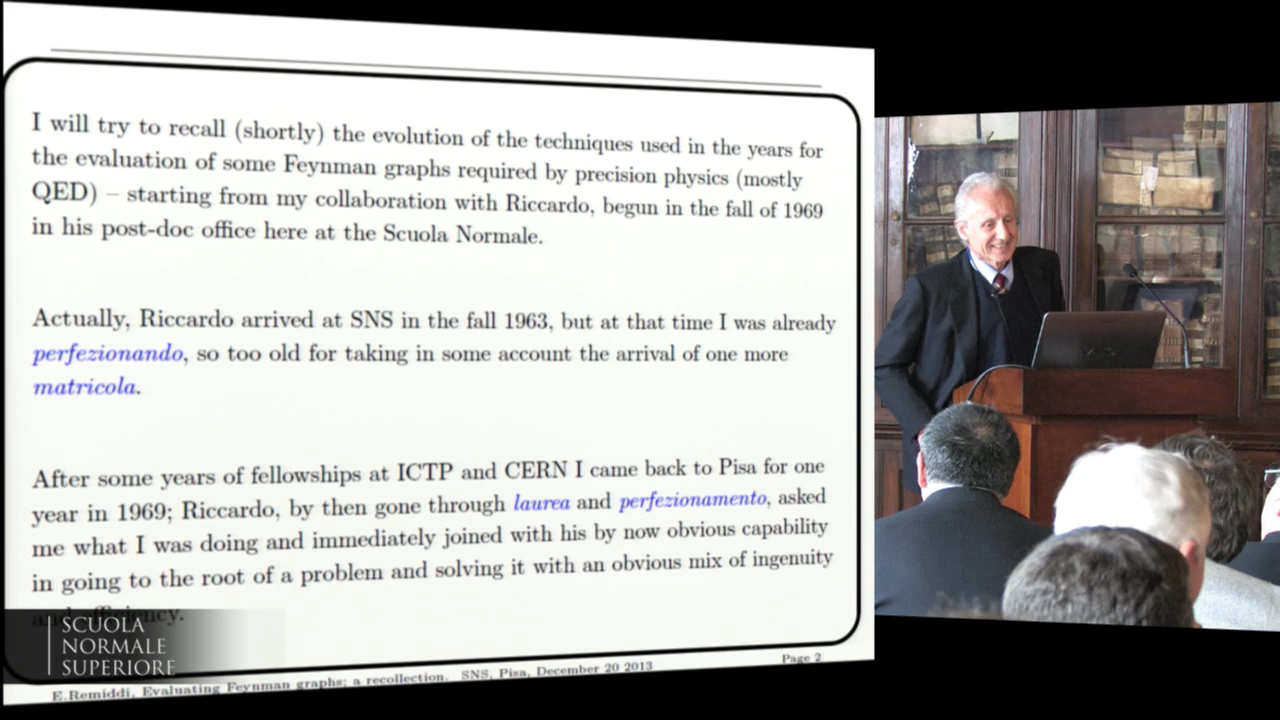 I will try to recall (shortly) the evolution of the techniques used in the years for
the evaluation of some Feynman graphs required by precision physics (mostly
QED) – starting from my collaboration with Riccardo, begun in the fall of 1969
in his post-doc office here at the Scuola Normale.
Actually, Riccardo arrived at SNS in the fall 1963, but at that time I was already
perfezionando, so too old for taking in some account the arrival of one more
matricola.
After some years of fellowships at ICTP and CERN I came back to Pisa for one
year in 1969; Riccardo, by then gone through laurea and perfezionamento, asked
me what I was doing and immediately joined with his by now obvious capability
in going to the root of a problem and solving it with an obvious mix of ingenuity
and efficiency.
SCUOLA
NORMALE
SUPERIORE
Page 2
E.Remiddi, Evaluating Feynman graphs; a recollection. SNS, Pisa, December 20 2013